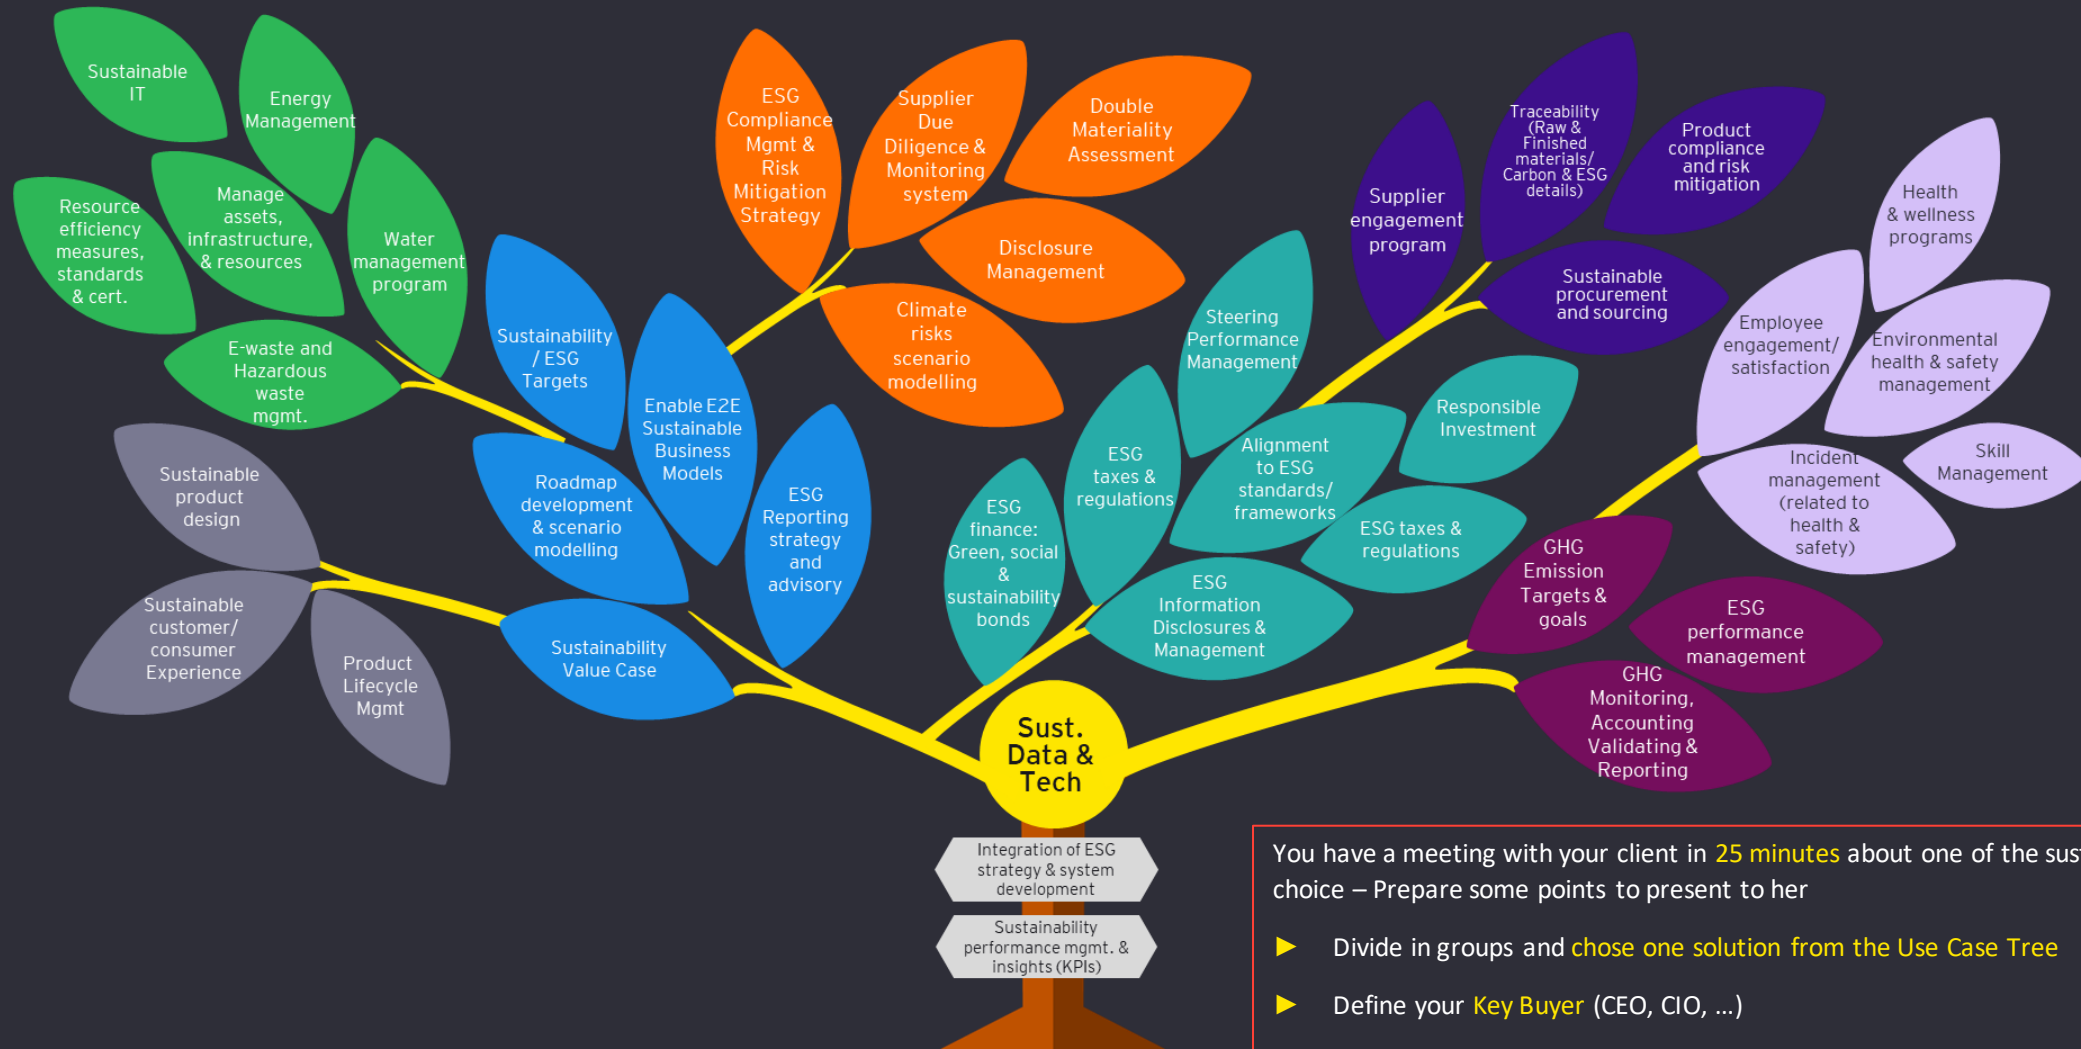 Sustainable
IT
Energy
Management
Resource
efficiency
measures,
standards
& cert.
Manage
assets,
infrastructure,
& resources
Water
management
program
E-waste and
Hazardous
waste
mgmt.
Sustainable
product
design
Sustainable
customer/
consumer
Experience
Product
Lifecycle
Mgmt
Sustainability
/ ESG
Targets
Enable E2E
Sustainable
Business
Models
Roadmap
development
& scenario
modelling
ESG
Reporting
strategy
and
advisory
Sustainability
Value Case
ESG
Compliance
Mgmt &
Risk
Mitigation
Strategy
Supplier
Due
Diligence &
Monitoring
system
Double
Materiality
Assessment
Disclosure
Management
Climate
risks
scenario
modelling
Steering
Performance
Management
ESG
taxes &
regulations
ESG
finance:
Green, social
&
sustainability
bonds
Alignment
to ESG
standards/
frameworks
Responsible
Investment
ESG taxes &
regulations
ESG
Information
Disclosures &
Management
Supplier
engagement
program
Traceability
(Raw &
Finished
materials/
Carbon & ESG
details)
Product
compliance
and risk
mitigation
Sustainable
procurement
and sourcing
Health
& wellness
programs
Employee
engagement/
satisfaction
Environmental
health & safety
management
Incident
management
(related to
health &
safety)
Skill
Management
GHG
Emission
Targets &
goals
ESG
performance
management
GHG
Monitoring,
Accounting
Validating &
Reporting
Sust.
Data &
Tech
Integration of ESG
strategy & system
development
Sustainability
performance mgmt. &
insights (KPIs)
You have a meeting with your client in 25 minutes about one of the sus
choice – Prepare some points to present to her
► Divide in groups and chose one solution from the Use Case Tree
► Define your Key Buyer (CEO, CIO, ...)